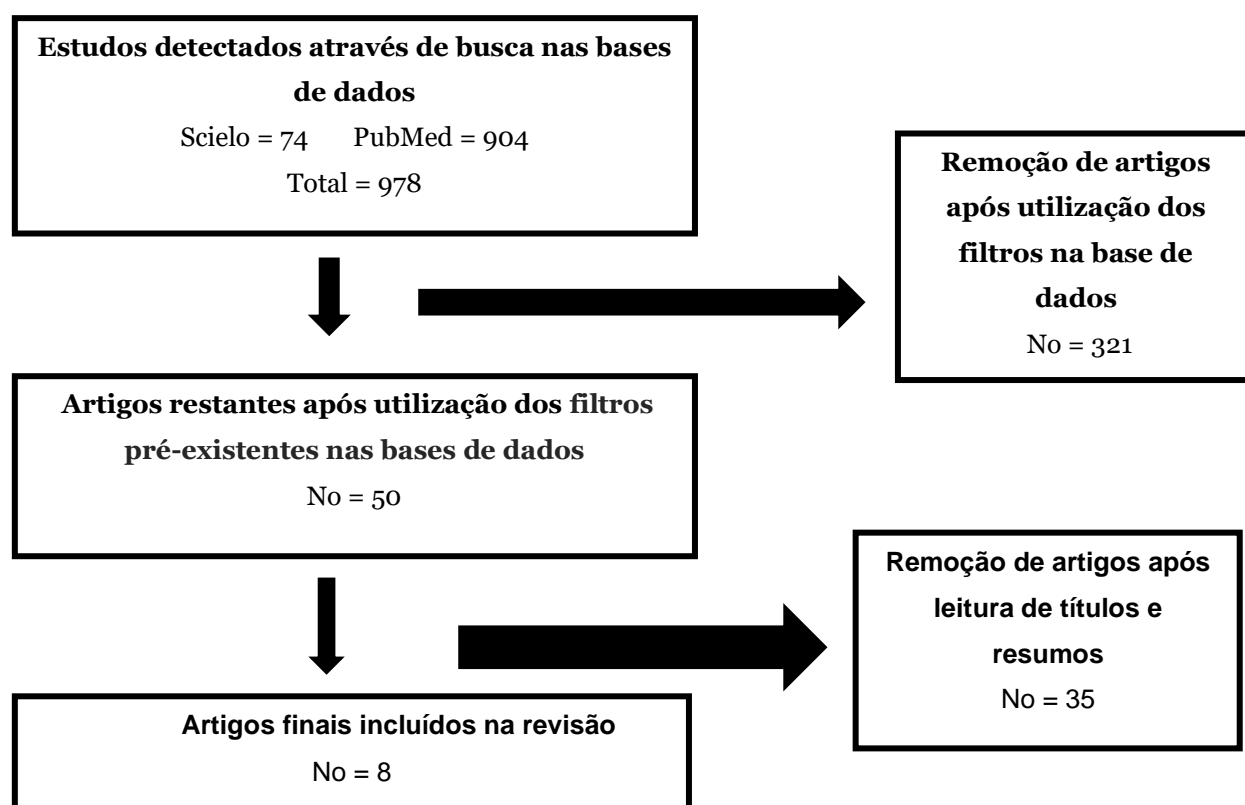 Estudos detectados através de busca nas bases
de dados
Scielo = 74 PubMed = 904
Total = 978
Remoção de artigos
após utilização dos
filtros na base de
dados
No = 321
Artigos restantes após utilização dos filtros
pré-existentes nas bases de dados
No = 50
Remoção de artigos após
leitura de títulos e
resumos
No = 35
Artigos finais incluídos na revisão
No = 8